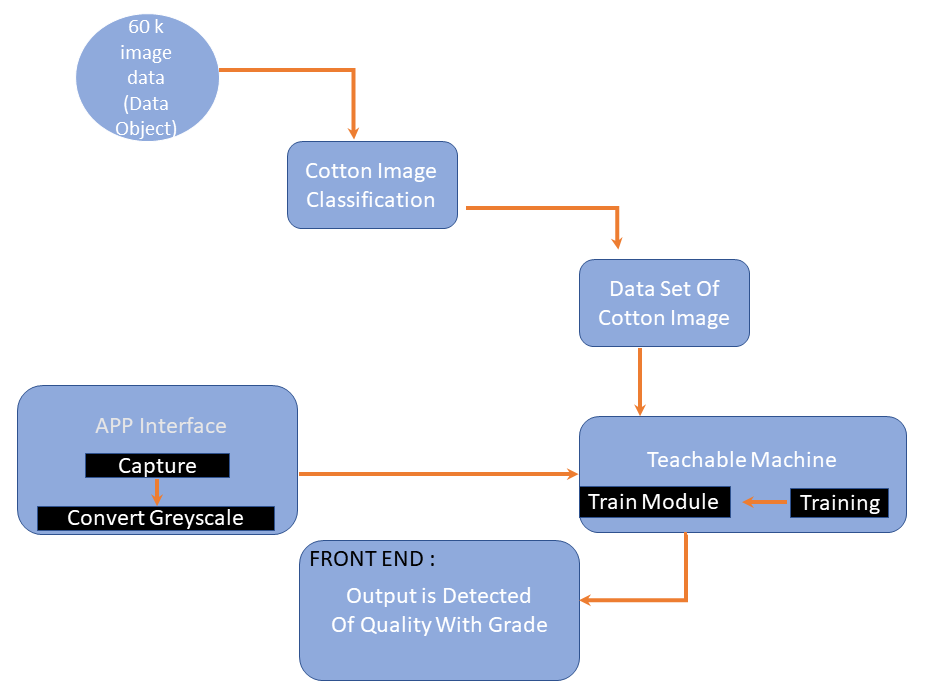 60 k
image
data
(Data
Object)
Cotton Image
Classification
Data Set Of
Cotton Image
APP Interface
Capture
Convert Greyscale
Teachable Machine
Train Module
Training
FRONT END :
Output is Detected
Of Quality With Grade